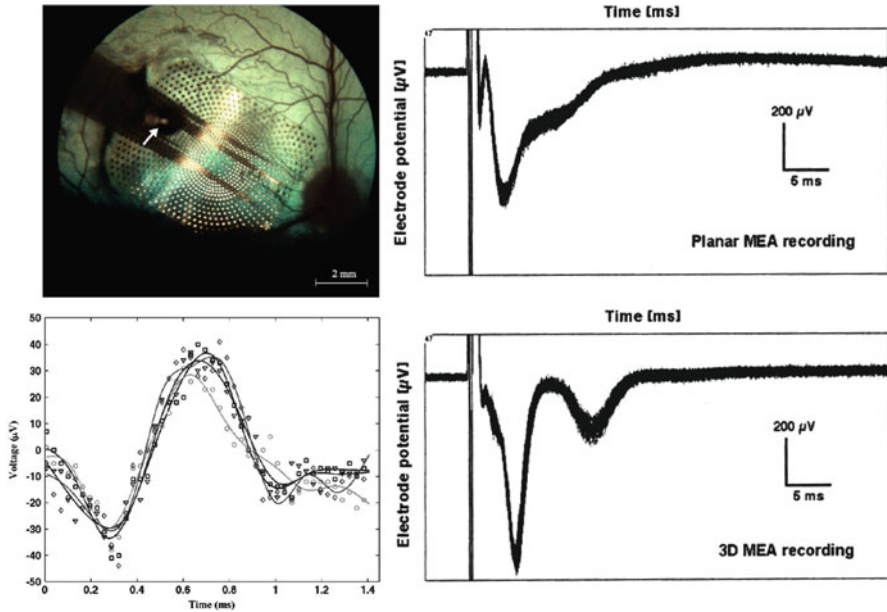 2 mm
Time [ms]
Electrode potential [µV]
200 µV
5 ms
Planar MEA recording
Voltage (µV)
50
40
30
20
10
0
-10
-20
-30
-40
-50
0
0.2
0.4
0.6
0.8
1
1.2
1.4
Time (ms)
Time [ms]
Electrode potential [µV]
200 µV
5 ms
3D MEA recording